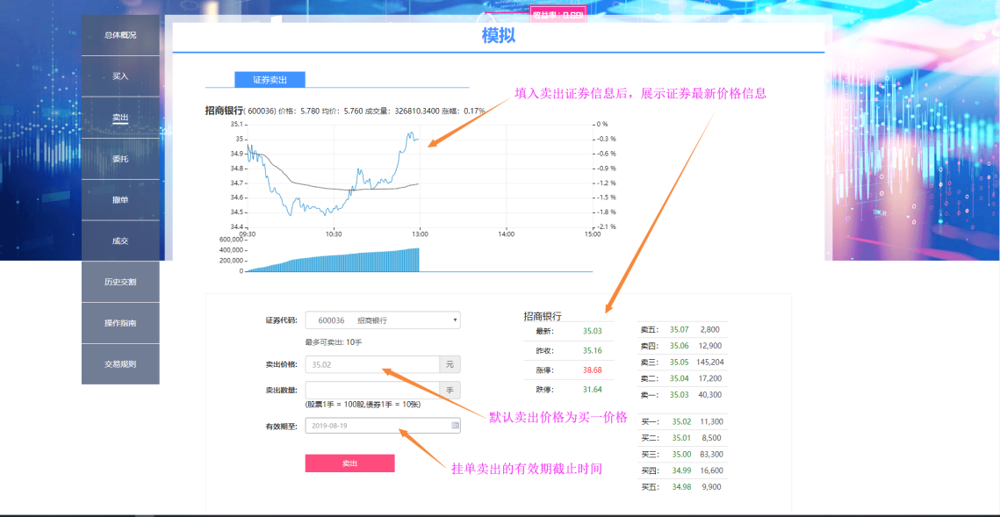 收益率：0.681
模拟
总体概况
买入
卖出
委托
撤单
成交
历史交割
操作指南
交易规则
证券卖出
填入卖出证券信息后，展示证券最新价格信息
招商银行( 600036) 价格：5.780 均价：5.760 成交量：326810.3400 涨幅：0.17%
35.1
35
34.9
34.8
34.7
34.6
34.5
34.4
0 %
-0.3 %
-0.6 %
-0.9 %
-1.2 %
-1.5 %
-1.8 %
-2.1 %
09:30 10:30 13:00 14:00 15:00
600,000
400,000
200,000
0
证券代码: 600036 招商银行
最多可卖出: 10手
卖出价格: 35.02 元
卖出数量: 手
(股票1手 = 100股,债券1手 = 10张)
有效期至: 2019-08-19
卖出
招商银行
最新: 35.03
昨收: 35.16
涨停: 38.68
跌停: 31.64
卖五: 35.07 2,800
卖四: 35.06 12,900
卖三: 35.05 145,204
卖二: 35.04 17,200
卖一: 35.03 40,300
买一: 35.02 11,300
买二: 35.01 8,500
买三: 35.00 83,300
买四: 34.99 16,600
买五: 34.98 9,900
默认卖出价格为买一价格
挂单卖出的有效期截止时间